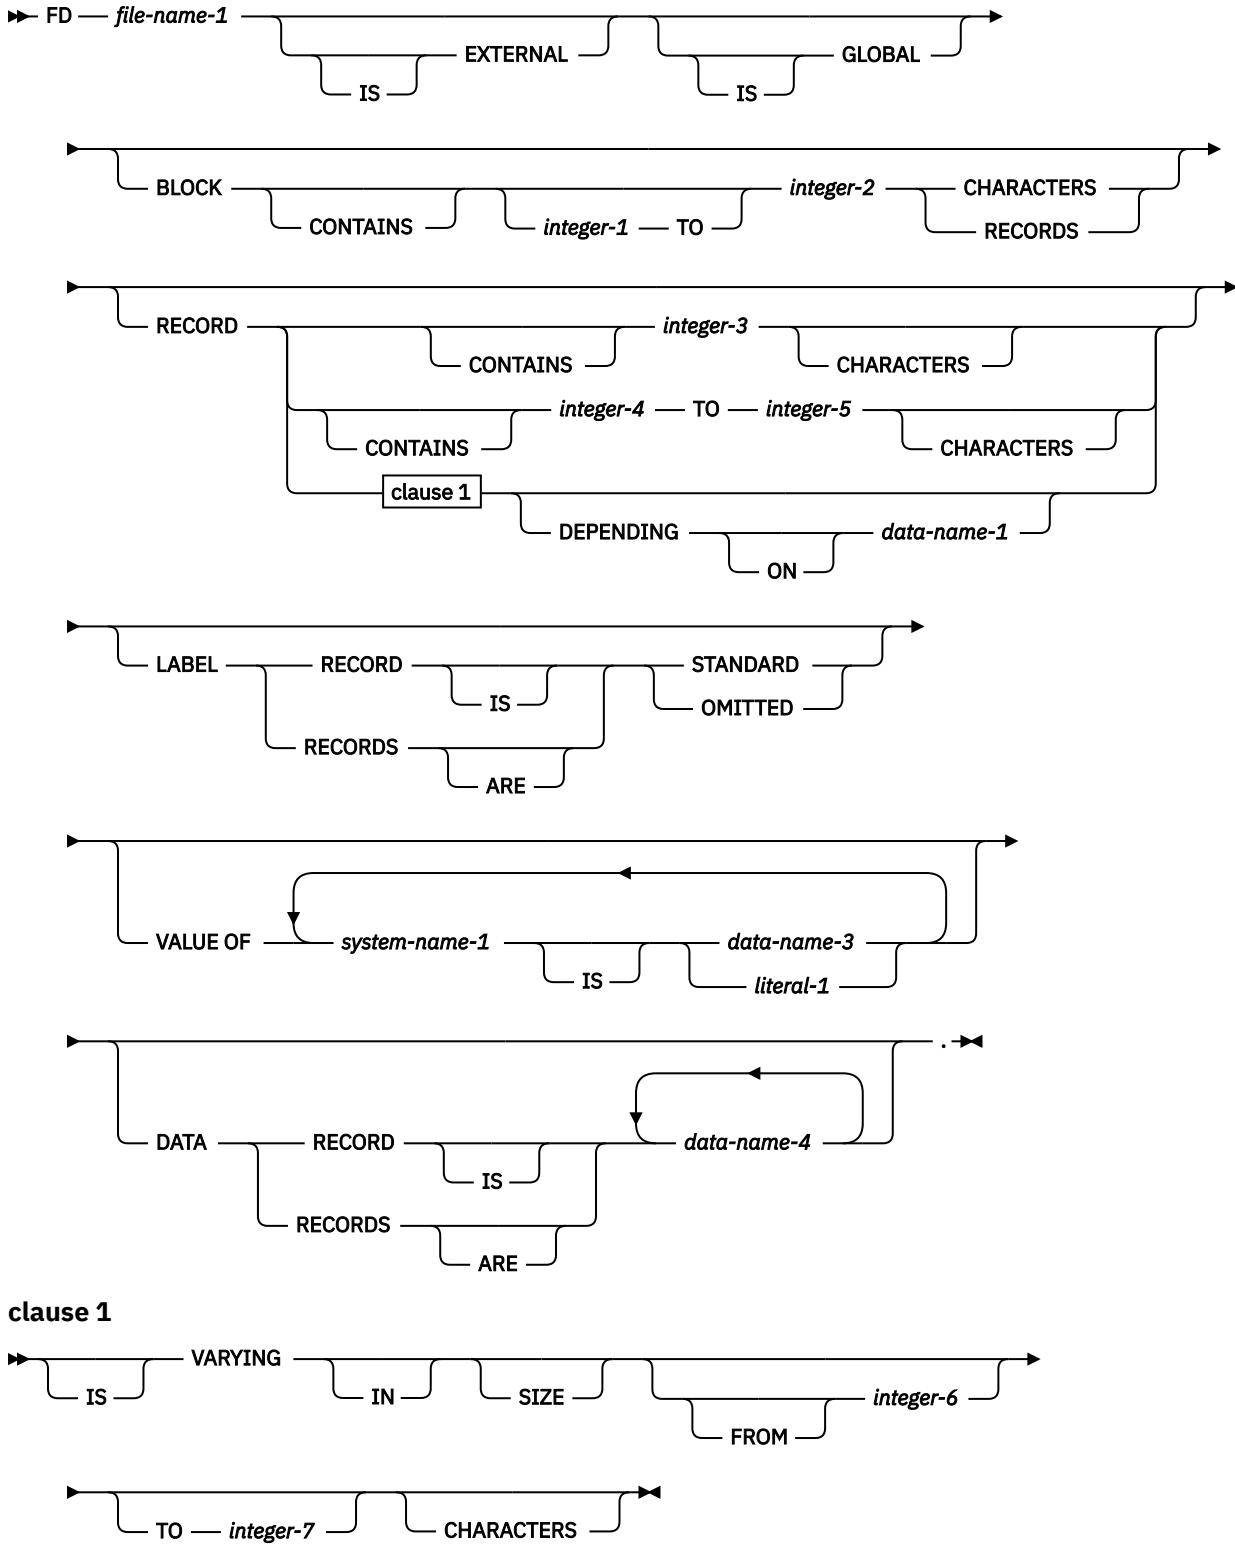 FD file-name-1
EXTERNAL GLOBAL
IS IS
BLOCK integer-2 CHARACTERS
CONTAINS integer-1 TO RECORDS
RECORD integer-3
CONTAINS CHARACTERS
integer-4 TO integer-5
CONTAINS CHARACTERS
clause 1
DEPENDING data-name-1
ON
LABEL RECORD STANDARD
IS OMITTED
RECORDS
ARE
VALUE OF system-name-1 data-name-3
IS literal-1
.
DATA RECORD data-name-4
IS
RECORDS
ARE
clause 1
VARYING
IS IN SIZE integer-6
FROM
TO integer-7 CHARACTERS